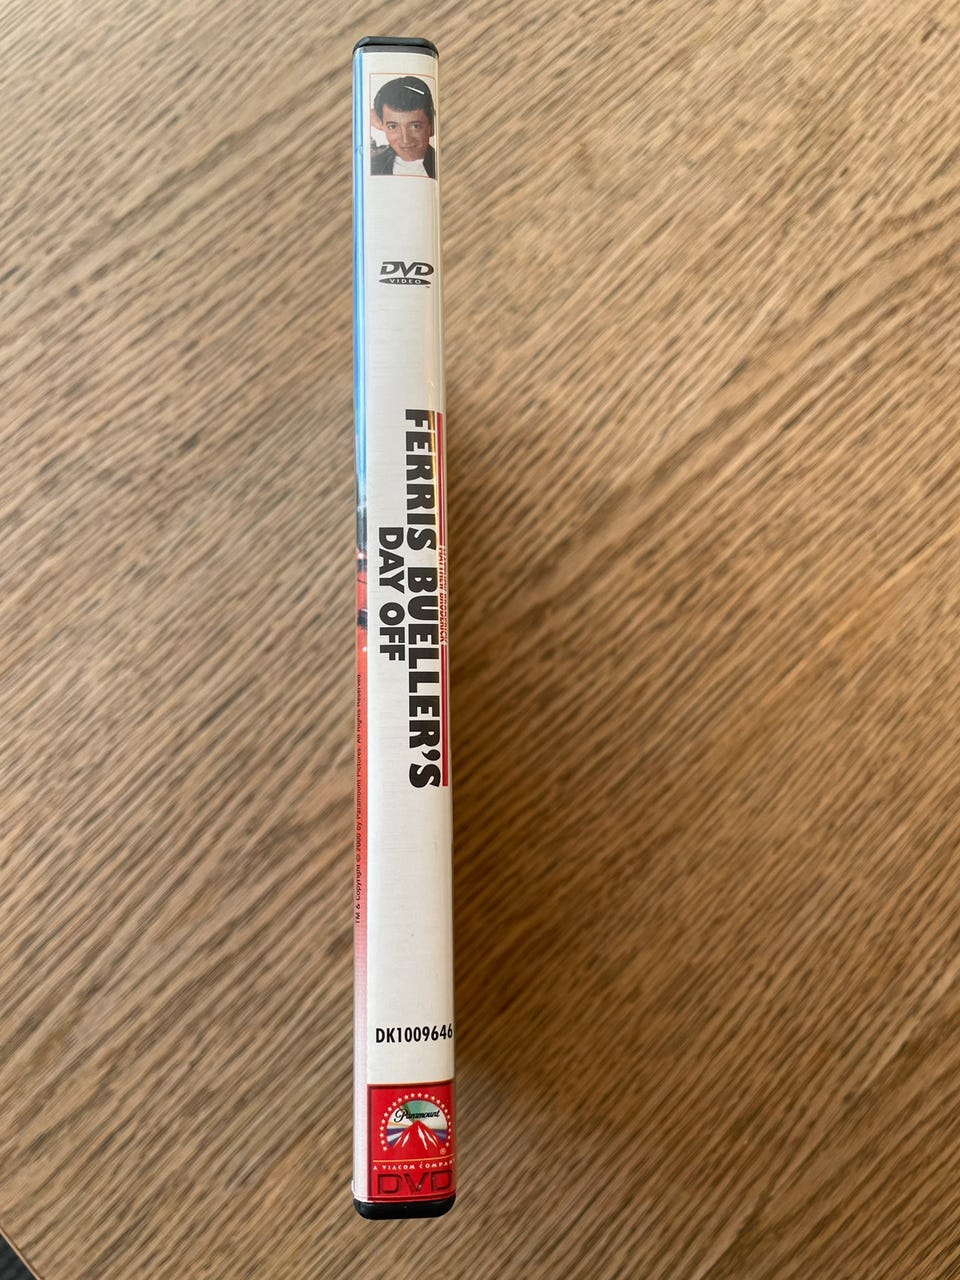 DVD
VIDEO
MATTHEW BRODERICK
FERRIS BUELLER'S
DAY OFF
TM & Copyright © 2000 by Paramount Pictures. All Rights Reserved.
DK1009646
Paramount
A VIACOM COMPAN
DVD